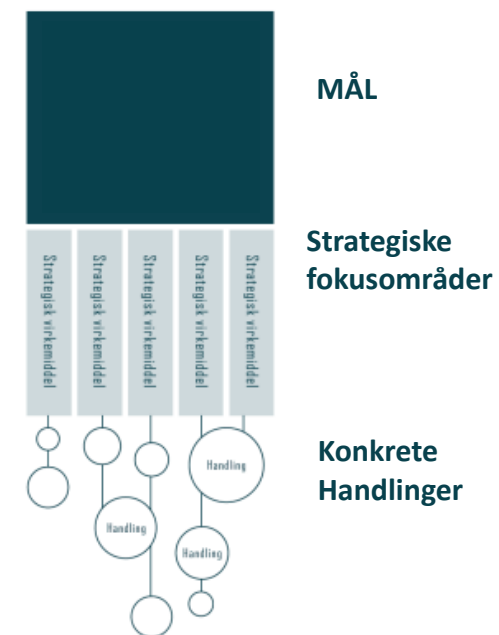 MÅL
Strategiske
fokusområder
Strategisk virkemiddel
Strategisk virkemiddel
Strategisk virkemiddel
Strategisk virkemiddel
Strategisk virkemiddel
Konkrete
Handlinger
Handling
Handling
Handling